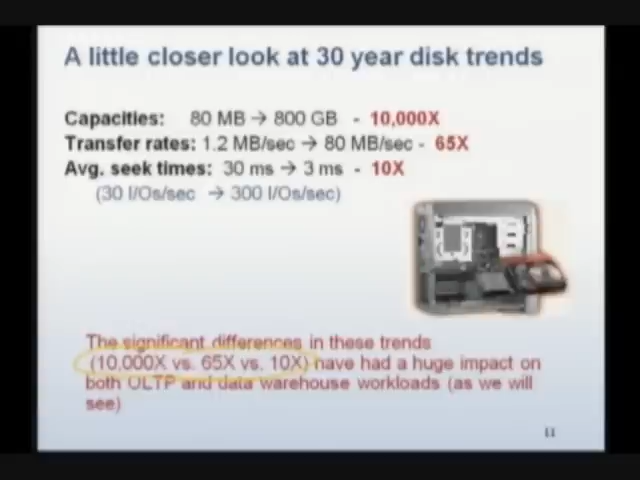 A little closer look at 30 year disk trends
Capacities: 80 MB → 800 GB - 10,000X
Transfer rates: 1.2 MB/sec → 80 MB/sec - 65X
Avg. seek times: 30 ms → 3 ms - 10X
(30 I/Os/sec → 300 I/Os/sec)
The significant differences in these trends
(10,000X vs. 65X vs. 10X) have had a huge impact on
both OLTP and data warehouse workloads (as we will
see)
11